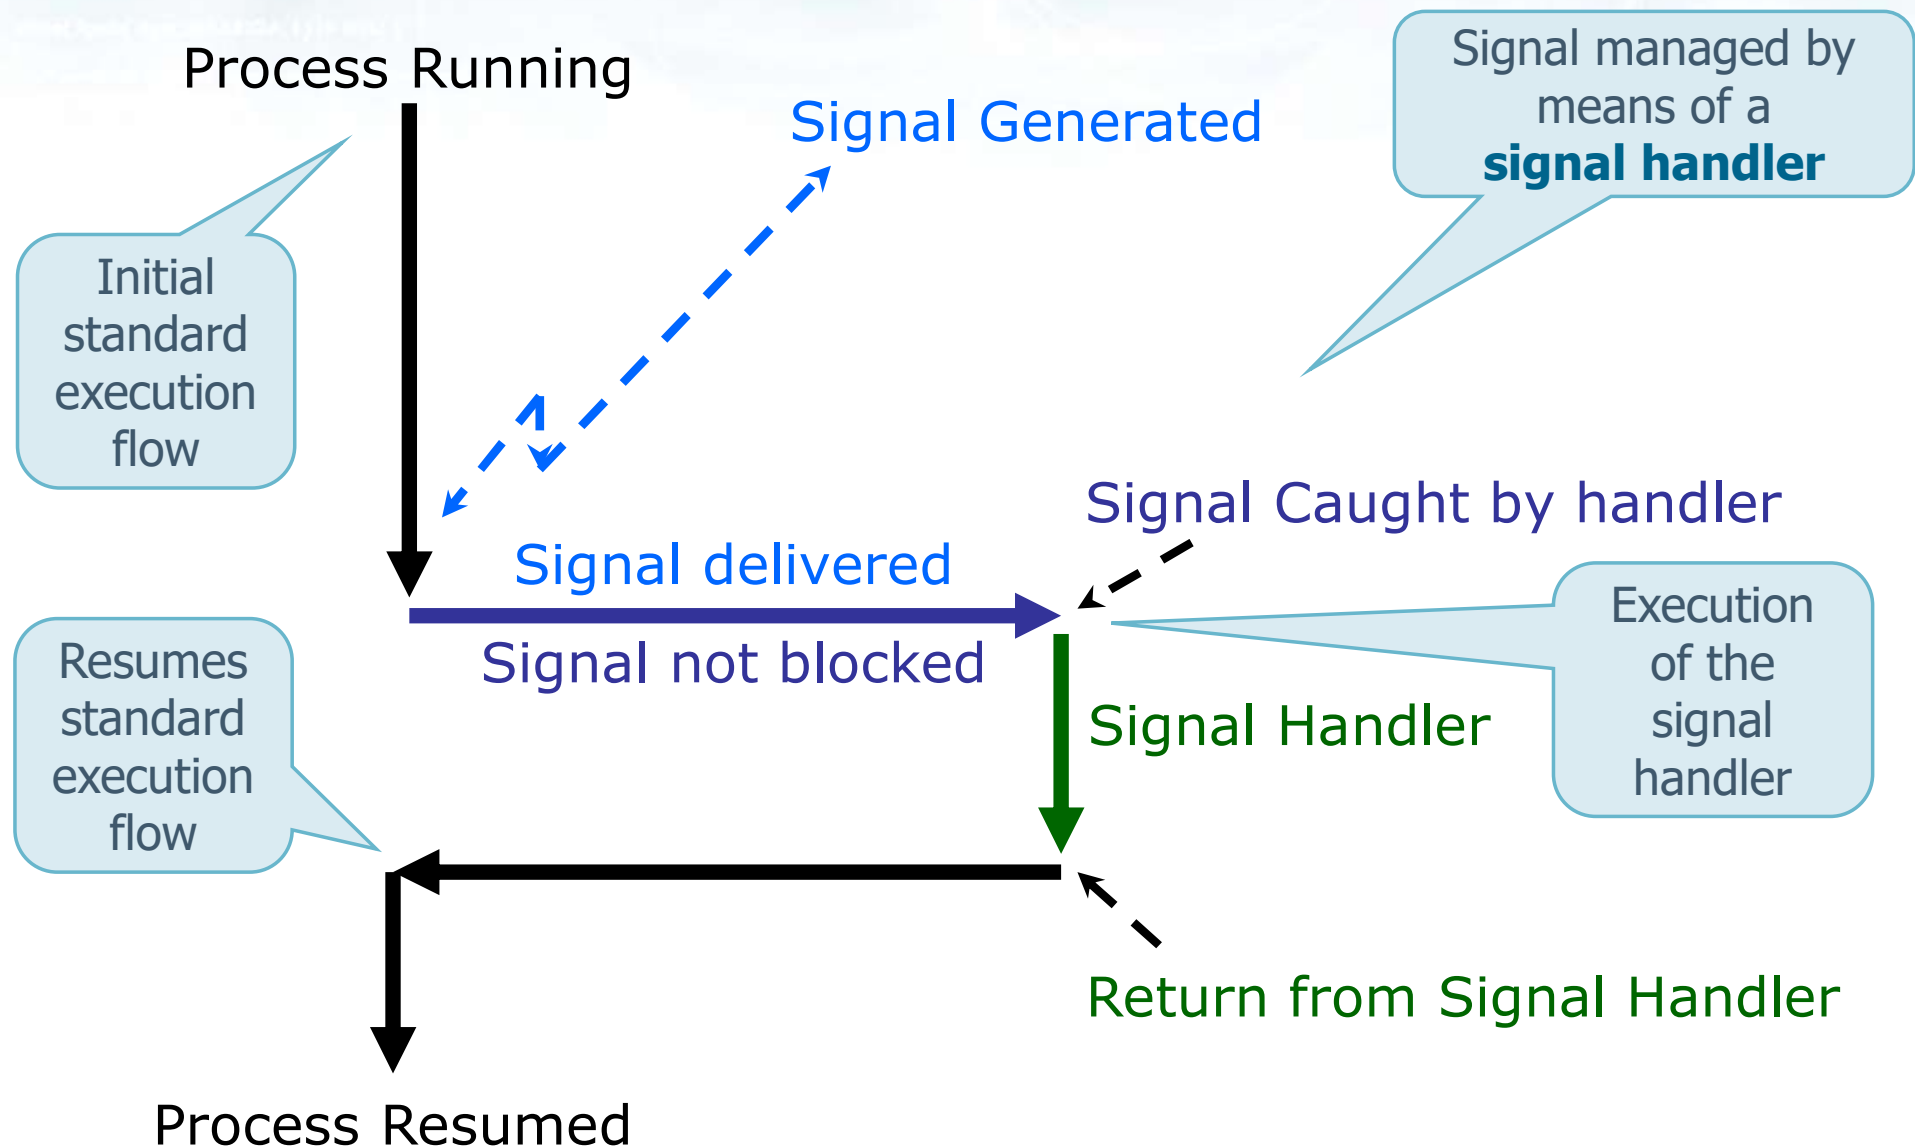 Process Running
Signal Generated
Signal managed by
means of a
signal handler
Initial
standard
execution
flow
Signal Caught by handler
Signal delivered
Signal not blocked
Execution
of the
signal
handler
Resumes
standard
execution
flow
Signal Handler
Return from Signal Handler
Process Resumed